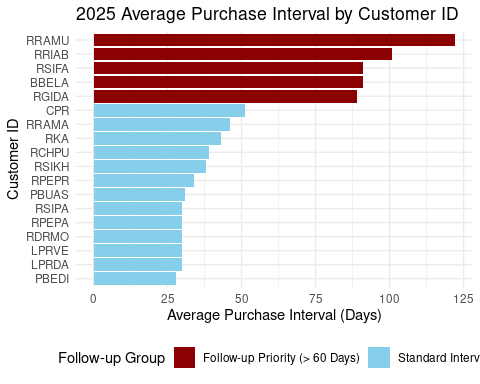 2025 Average Purchase Interval by Customer ID
RRAMU
RRIAB
RSIFA
BBELA
RGIDA
CPR
RRAMA
RKA
RCHPU
RSIKH
RPEPR
PBUAS
RSIPA
RPEPA
RDRMO
LPRVE
LPRDA
PBEDI
Customer ID
0 25 50 75 100 125
Average Purchase Interval (Days)
Follow-up Group Follow-up Priority (> 60 Days) Standard Interv